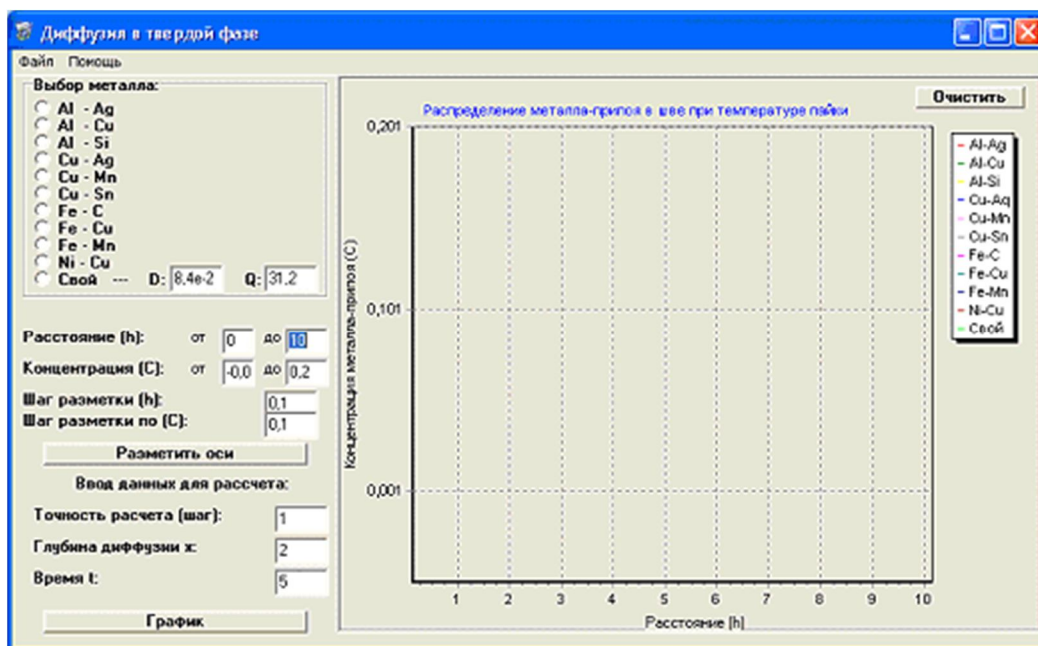 Диффузия в твердой фазе
Файл Помощь
Выбор металла:
Al - Ag
Al - Cu
Al - Si
Cu - Ag
Cu - Mn
Cu - Sn
Fe - C
Fe - Cu
Fe - Mn
Ni - Cu
Свой --- D: 8,4e-2 Q: 31,2
Расстояние (h): от 0 до 10
Концентрация (C): от -0,0 до 0,2
Шаг разметки (h): 0,1
Шаг разметки по (C): 0,1
Разметить оси
Ввод данных для рассчета:
Точность расчета (шаг): 1
Глубина диффузии x: 2
Время t: 5
График
Очистить
Распределение металла-припоя в шве при температуре пайки
Концентрация металла-припоя (C)
0,201
0,101
0,001
1 2 3 4 5 6 7 8 9 10
Расстояние (h)
Al-Ag
Al-Cu
Al-Si
Cu-Ag
Cu-Mn
Cu-Sn
Fe-C
Fe-Cu
Fe-Mn
Ni-Cu
Свой